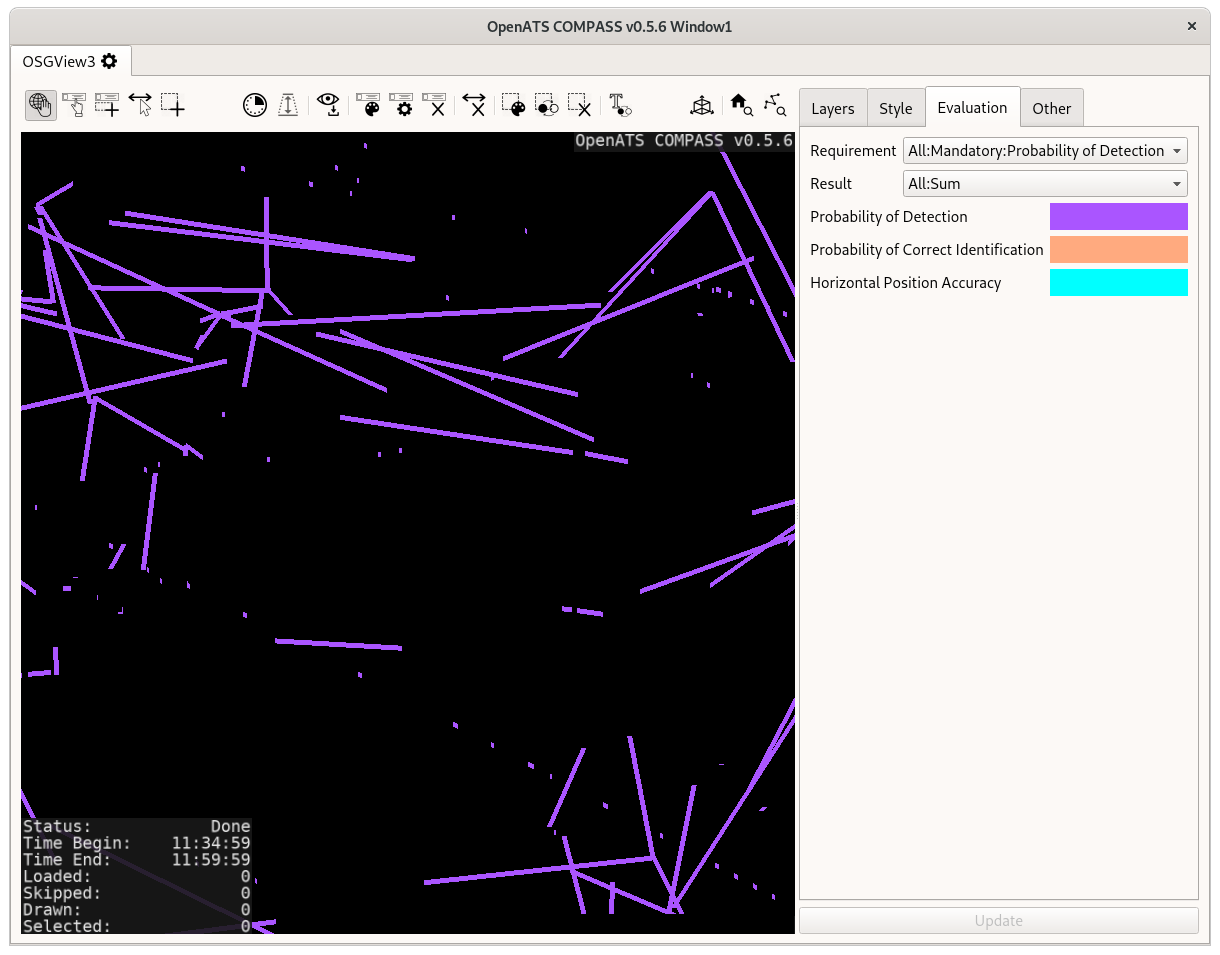 OpenATS COMPASS v0.5.6 Window1
OSGView3
Layers Style Evaluation Other
OpenATS COMPASS v0.5.6
Requirement All:Mandatory:Probability of Detection
Result All:Sum
Probability of Detection
Probability of Correct Identification
Horizontal Position Accuracy
Status: Done
Time Begin: 11:34:59
Time End: 11:59:59
Loaded: 0
Skipped: 0
Drawn: 0
Selected: 0
Update